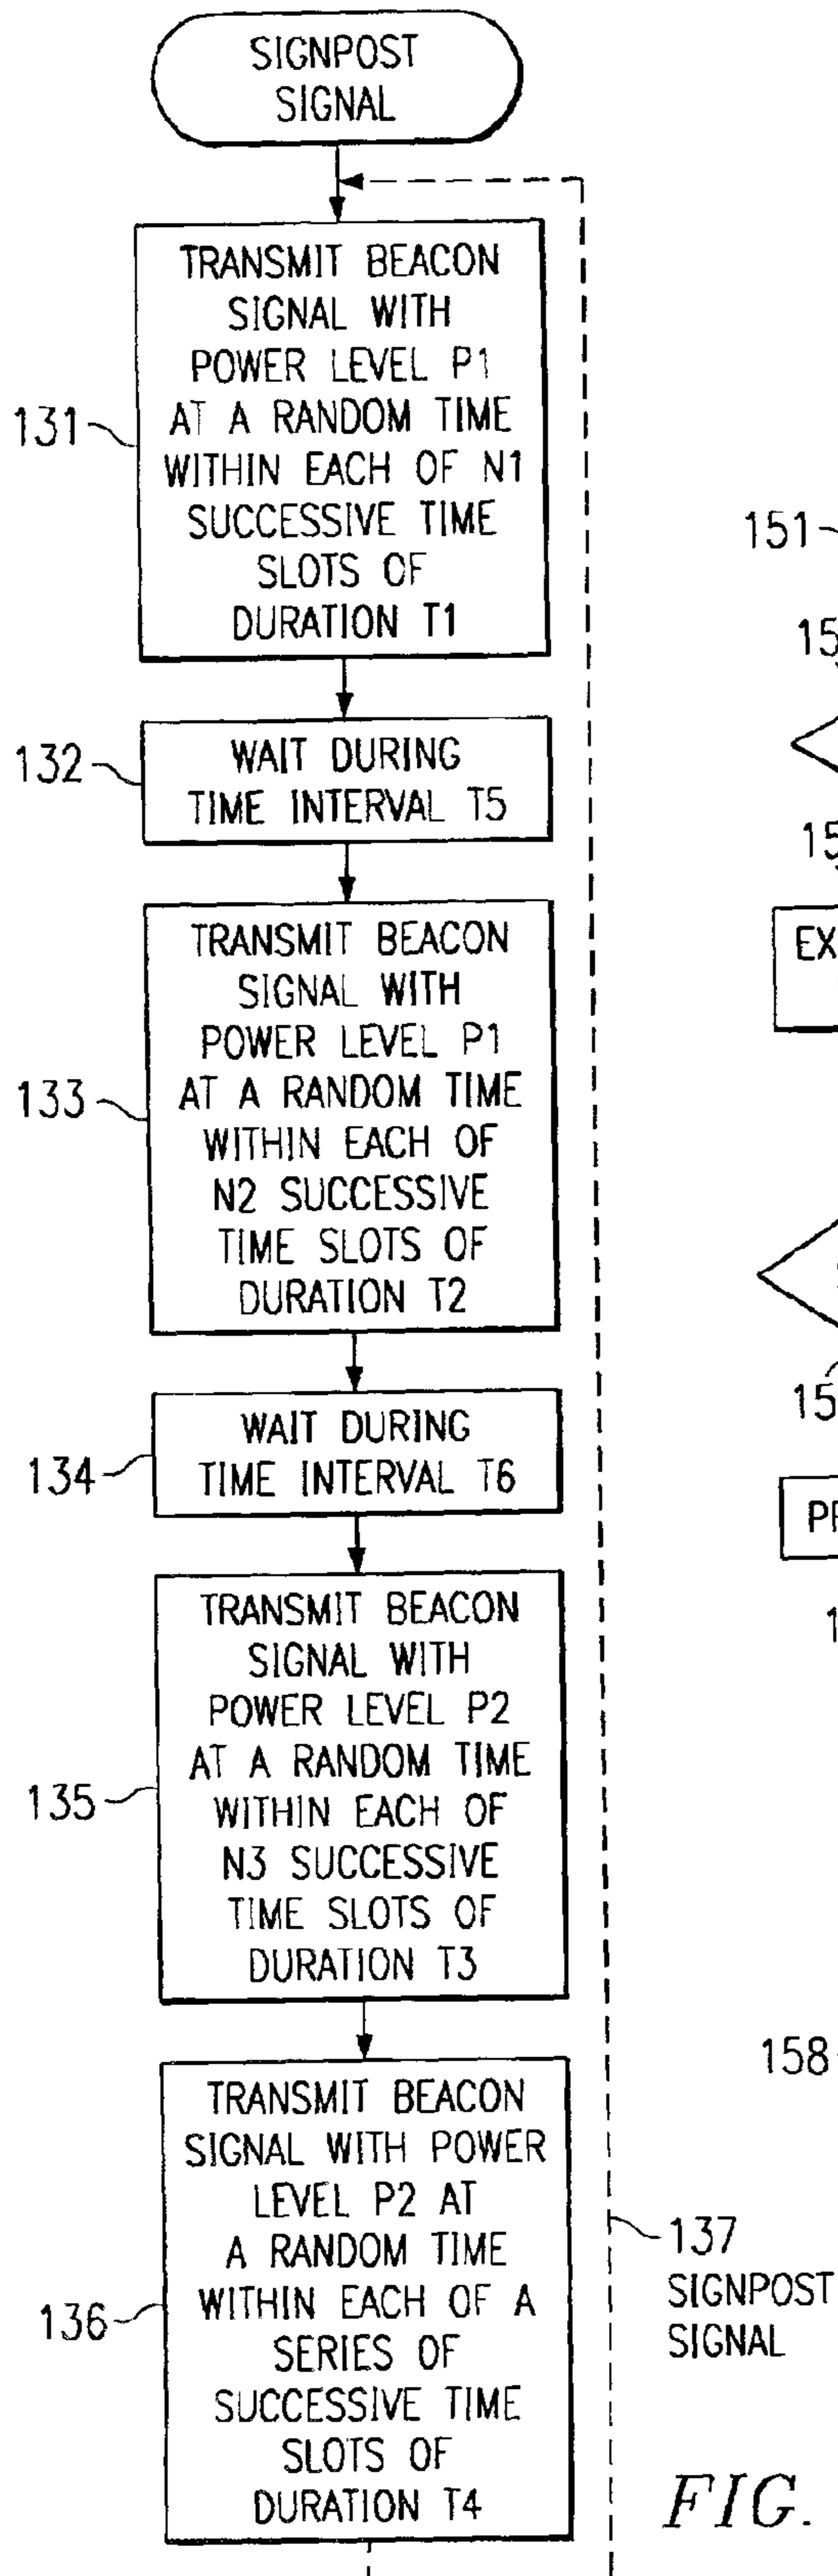 SIGNPOST
SIGNAL
TRANSMIT BEACON
SIGNAL WITH
POWER LEVEL P1
AT A RANDOM TIME
WITHIN EACH OF N1
SUCCESSIVE TIME
SLOTS OF
DURATION T1
131
WAIT DURING
TIME INTERVAL T5
132
TRANSMIT BEACON
SIGNAL WITH
POWER LEVEL P1
AT A RANDOM TIME
WITHIN EACH OF
N2 SUCCESSIVE
TIME SLOTS OF
DURATION T2
133
WAIT DURING
TIME INTERVAL T6
134
TRANSMIT BEACON
SIGNAL WITH
POWER LEVEL P2
AT A RANDOM TIME
WITHIN EACH OF
N3 SUCCESSIVE
TIME SLOTS OF
DURATION T3
135
TRANSMIT BEACON
SIGNAL WITH POWER
LEVEL P2 AT
A RANDOM TIME
WITHIN EACH OF A
SERIES OF
SUCCESSIVE TIME
SLOTS OF
DURATION T4
136
137
SIGNPOST
SIGNAL
151
158
FIG.